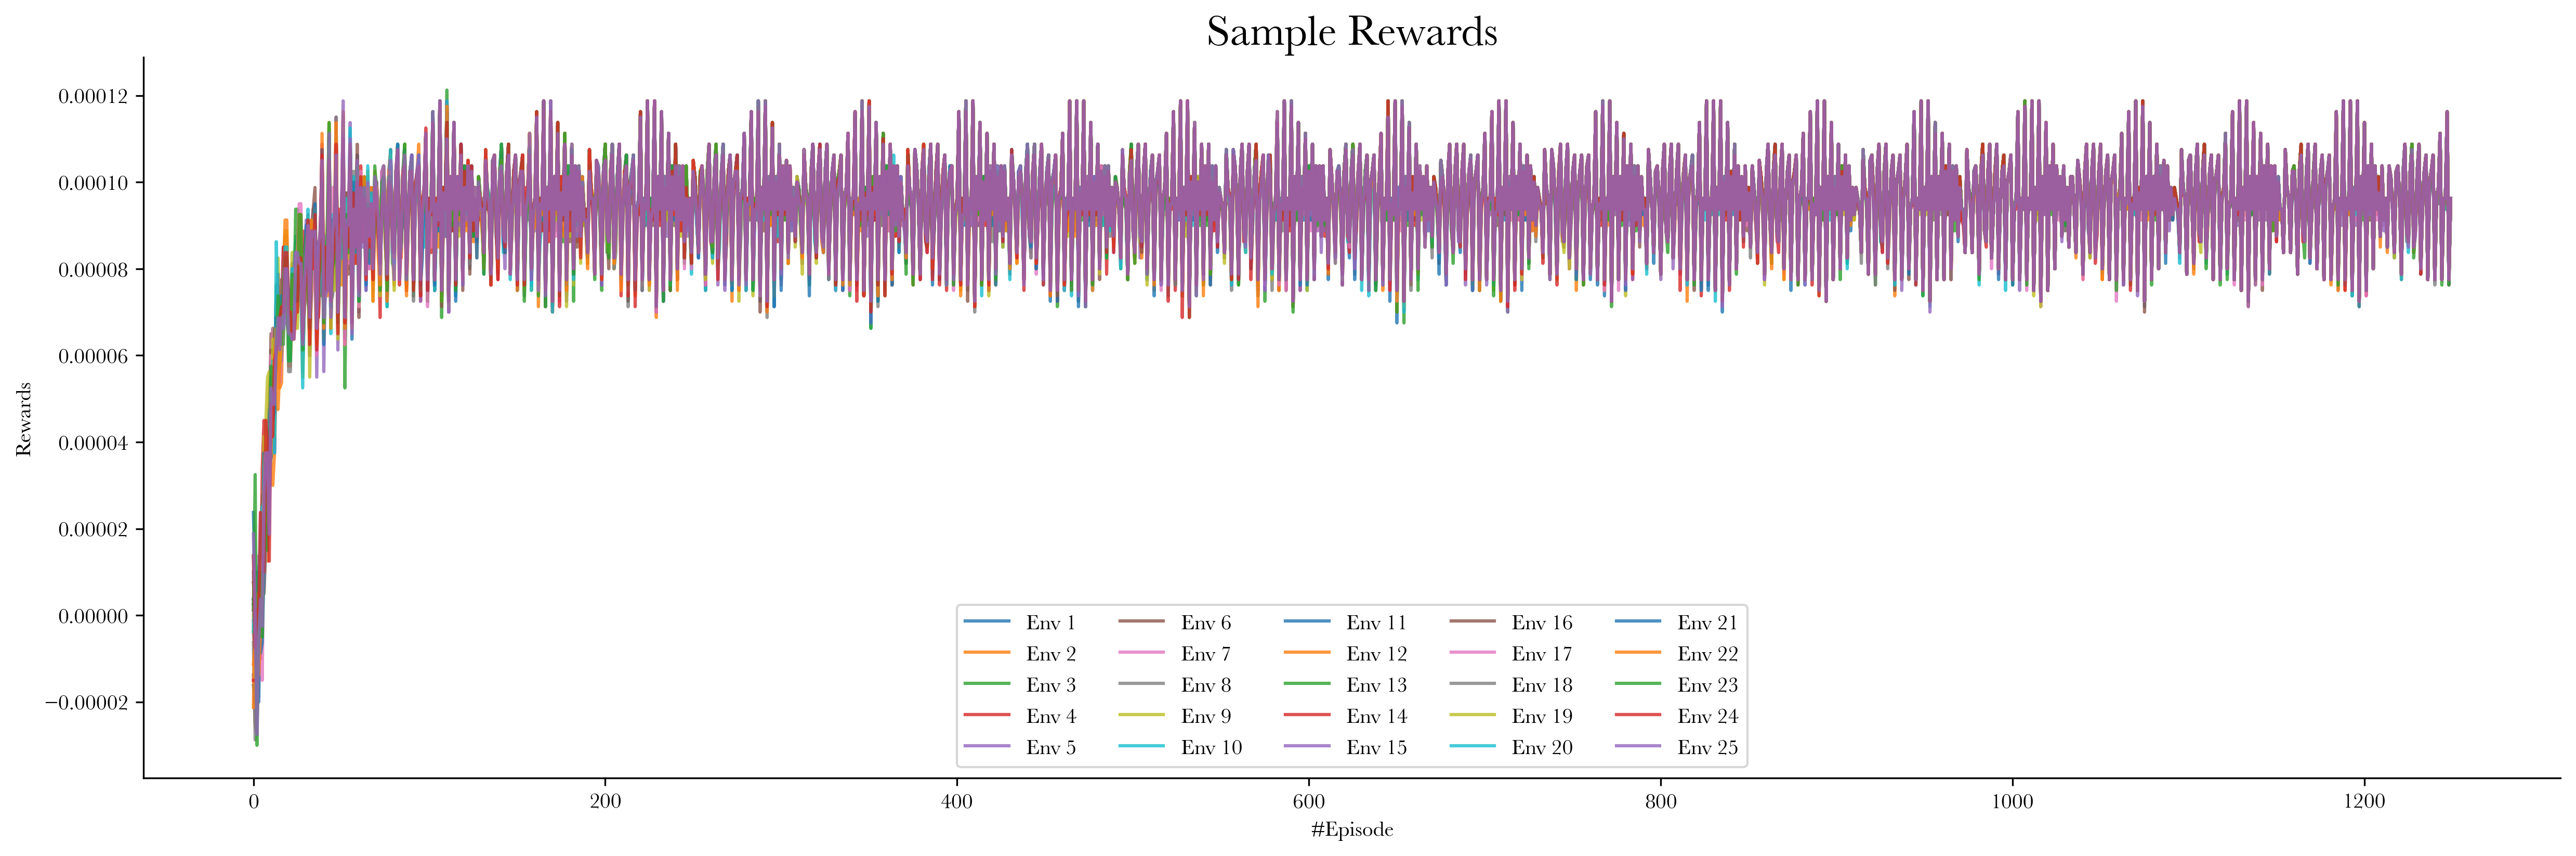 Sample Rewards
0.00012
0.00010
0.00008
0.00006
0.00004
0.00002
0.00000
−0.00002
Rewards
Env 1 Env 6 Env 11 Env 16 Env 21
Env 2 Env 7 Env 12 Env 17 Env 22
Env 3 Env 8 Env 13 Env 18 Env 23
Env 4 Env 9 Env 14 Env 19 Env 24
Env 5 Env 10 Env 15 Env 20 Env 25
0 200 400 600 800 1000 1200
#Episode